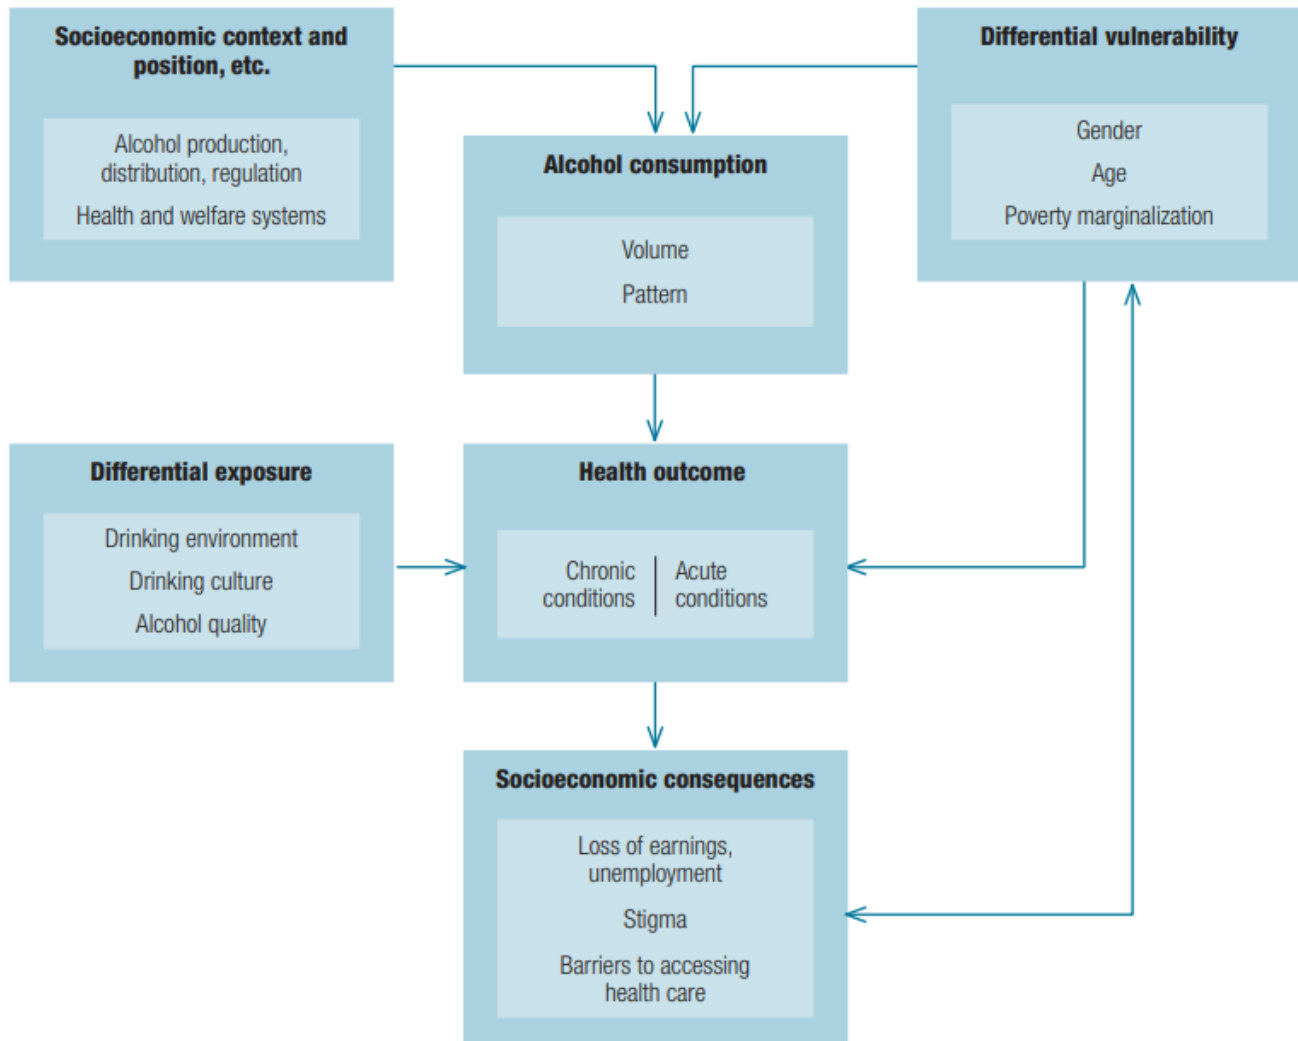 Socioeconomic context and
position, etc.
Alcohol production,
distribution, regulation
Health and welfare systems
Differential vulnerability
Gender
Age
Poverty marginalization
Alcohol consumption
Volume
Pattern
Differential exposure
Drinking environment
Drinking culture
Alcohol quality
Health outcome
Chronic
conditions
Acute
conditions
Socioeconomic consequences
Loss of earnings,
unemployment
Stigma
Barriers to accessing
health care